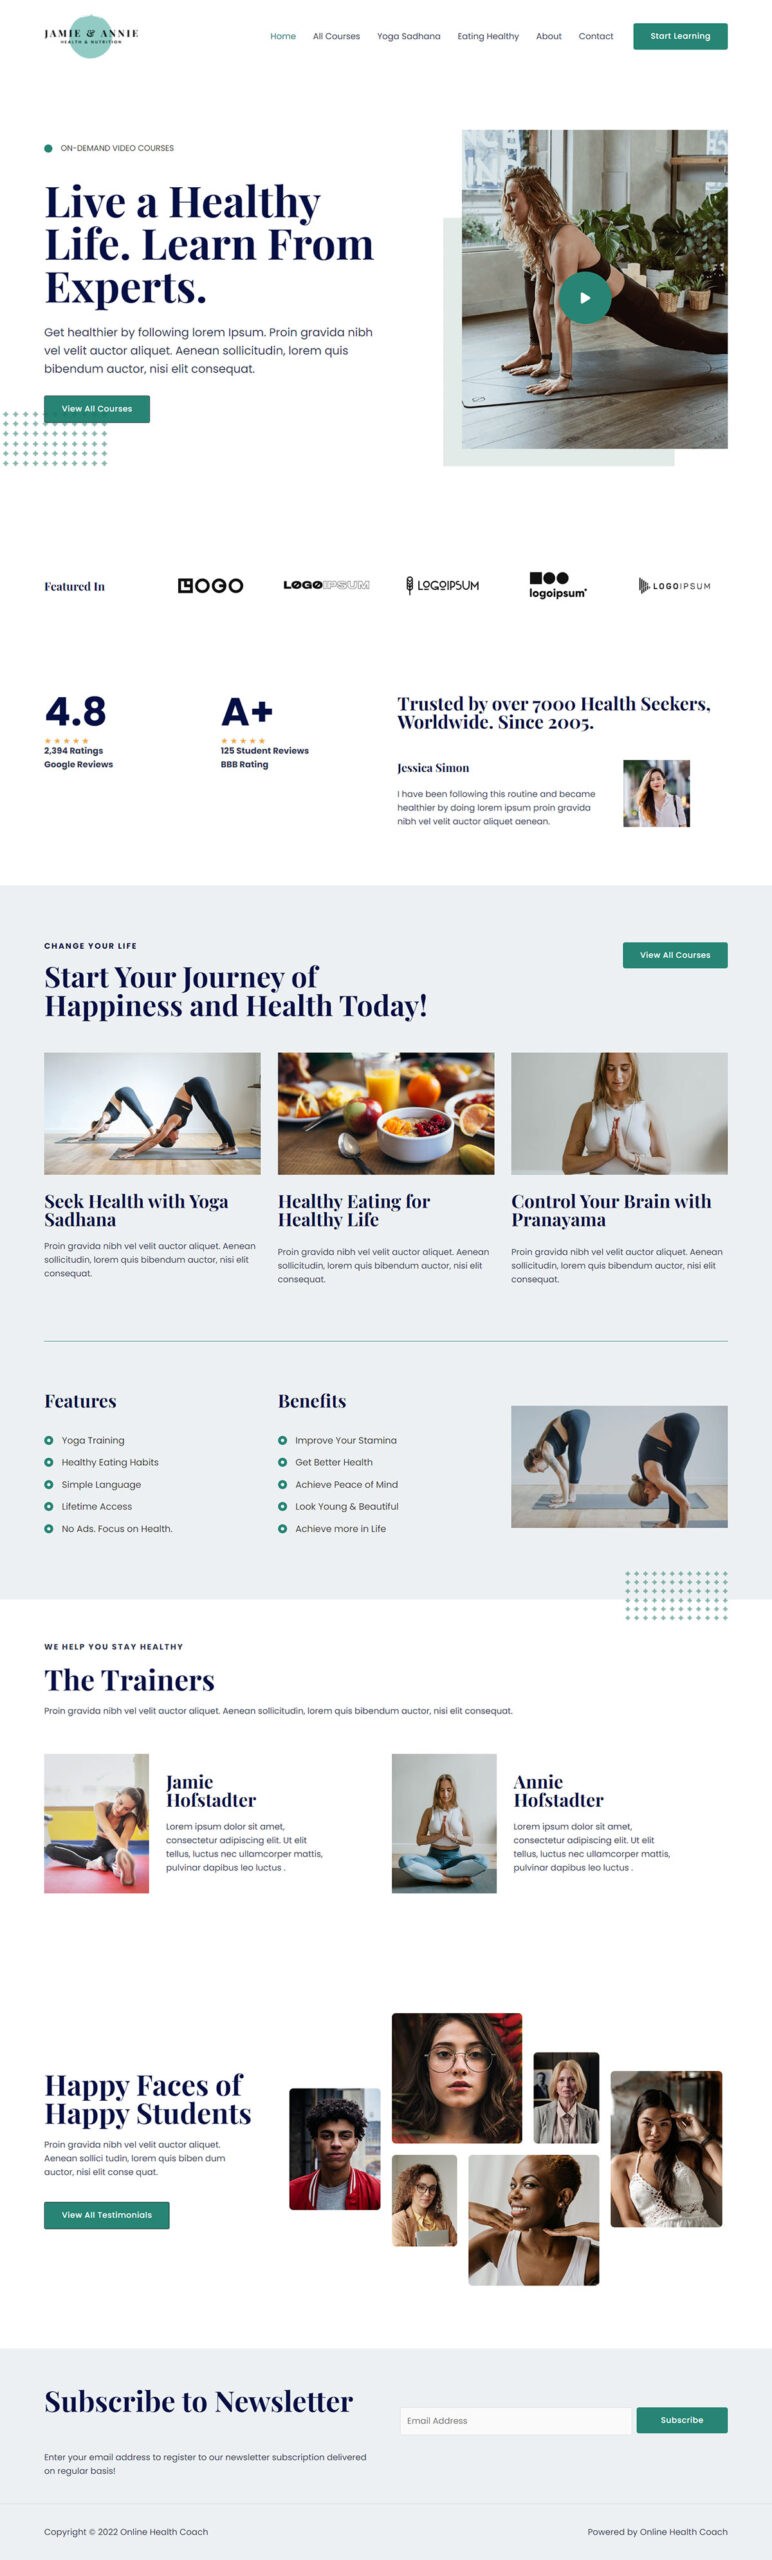 JAMIE & ANNIE
HEALTH & NUTRITION
Home
All Courses
Yoga Sadhana
Eating Healthy
About
Contact
Start Learning
ON-DEMAND VIDEO COURSES
Live a Healthy
Life. Learn From
Experts.
Get healthier by following lorem Ipsum. Proin gravida nibh
vel velit auctor aliquet. Aenean sollicitudin, lorem quis
bibendum auctor, nisi elit consequat.
View All Courses
Featured In
LOGO
LOGOIPSUM
LOGOIPSUM
logoipsum
LOGOIPSUM
4.8
★★★★★
2,394 Ratings
Google Reviews
A+
★★★★★
125 Student Reviews
BBB Rating
Trusted by over 7000 Health Seekers,
Worldwide. Since 2005.
Jessica Simon
I have been following this routine and became
healthier by doing lorem ipsum proin gravida
nibh vel velit auctor aliquet aenean.
CHANGE YOUR LIFE
Start Your Journey of
Happiness and Health Today!
View All Courses
Seek Health with Yoga
Sadhana
Proin gravida nibh vel velit auctor aliquet. Aenean
sollicitudin, lorem quis bibendum auctor, nisi elit
consequat.
Healthy Eating for
Healthy Life
Proin gravida nibh vel velit auctor aliquet. Aenean
sollicitudin, lorem quis bibendum auctor, nisi elit
consequat.
Control Your Brain with
Pranayama
Proin gravida nibh vel velit auctor aliquet. Aenean
sollicitudin, lorem quis bibendum auctor, nisi elit
consequat.
Features
Yoga Training
Healthy Eating Habits
Simple Language
Lifetime Access
No Ads. Focus on Health.
Benefits
Improve Your Stamina
Get Better Health
Achieve Peace of Mind
Look Young & Beautiful
Achieve more in Life
WE HELP YOU STAY HEALTHY
The Trainers
Proin gravida nibh vel velit auctor aliquet. Aenean sollicitudin, lorem quis bibendum auctor, nisi elit consequat.
Jamie
Hofstadter
Lorem ipsum dolor sit amet,
consectetur adipiscing elit. Ut elit
tellus, luctus nec ullamcorper mattis,
pulvinar dapibus leo luctus .
Annie
Hofstadter
Lorem ipsum dolor sit amet,
consectetur adipiscing elit. Ut elit
tellus, luctus nec ullamcorper mattis,
pulvinar dapibus leo luctus .
Happy Faces of
Happy Students
Proin gravida nibh vel velit auctor aliquet.
Aenean sollici tudin, lorem quis biben dum
auctor, nisi elit conse quat.
View All Testimonials
Subscribe to Newsletter
Enter your email address to register to our newsletter subscription delivered
on regular basis!
Email Address
Subscribe
Copyright © 2022 Online Health Coach
Powered by Online Health Coach